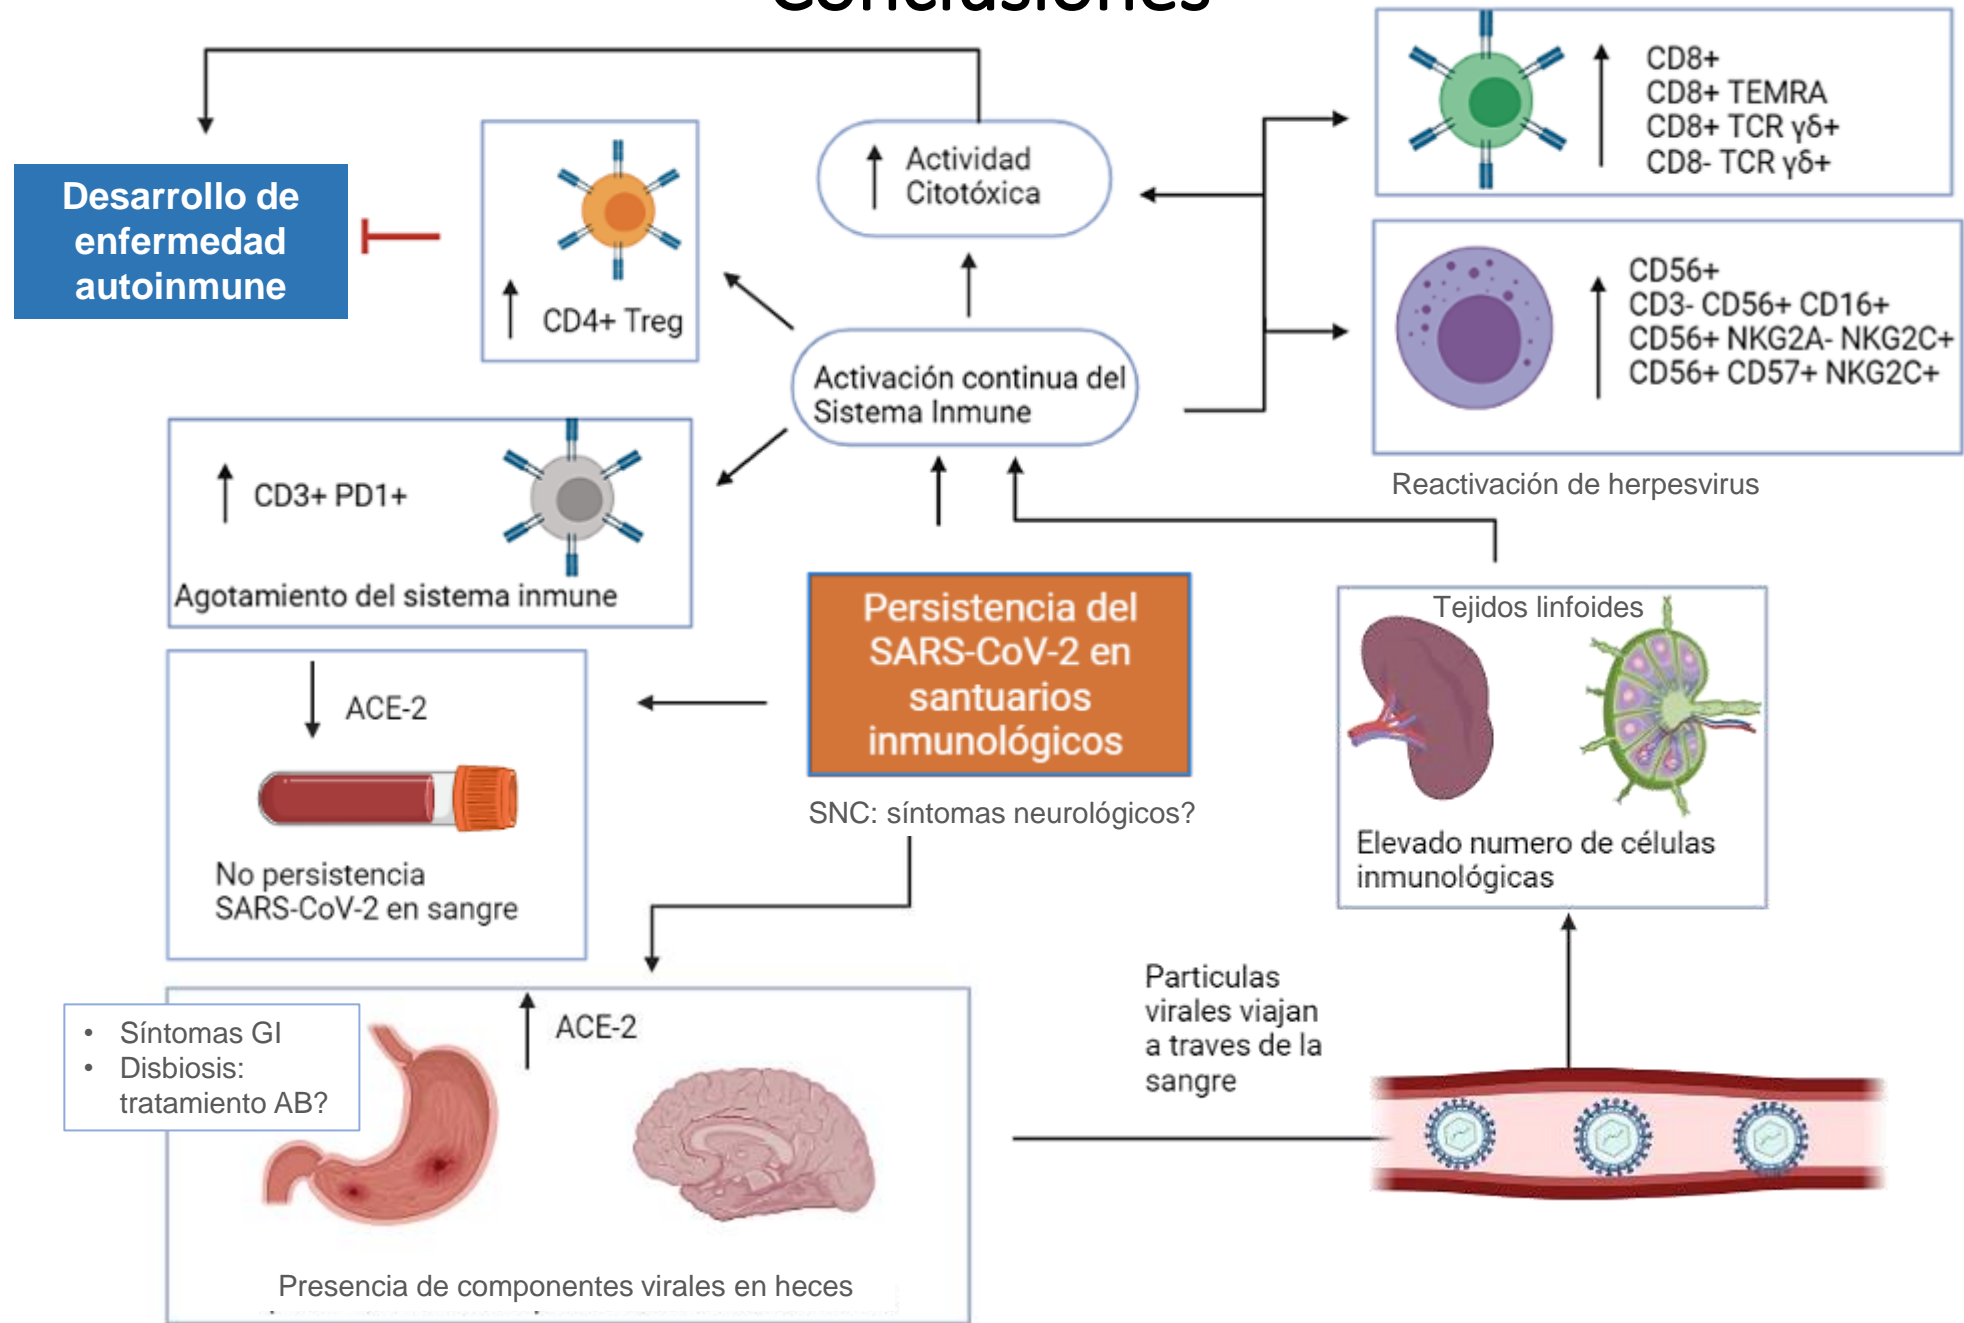 Conclusiones
CD8+
CD8+ TEMRA
CD8+ TCR γδ+
CD8- TCR γδ+
Actividad
Citotóxica
Desarrollo de
enfermedad
autoinmune
CD4+ Treg
CD56+
CD3- CD56+ CD16+
CD56+ NKG2A- NKG2C+
CD56+ CD57+ NKG2C+
Activación continua del
Sistema Inmune
Reactivación de herpesvirus
CD3+ PD1+
Agotamiento del sistema inmune
Persistencia del
SARS-CoV-2 en
santuarios
inmunológicos
SNC: síntomas neurológicos?
Tejidos linfoides
Elevado numero de células
inmunológicas
ACE-2
No persistencia
SARS-CoV-2 en sangre
Particulas
virales viajan
a traves de la
sangre
• Síntomas GI
• Disbiosis:
tratamiento AB?
ACE-2
Presencia de componentes virales en heces